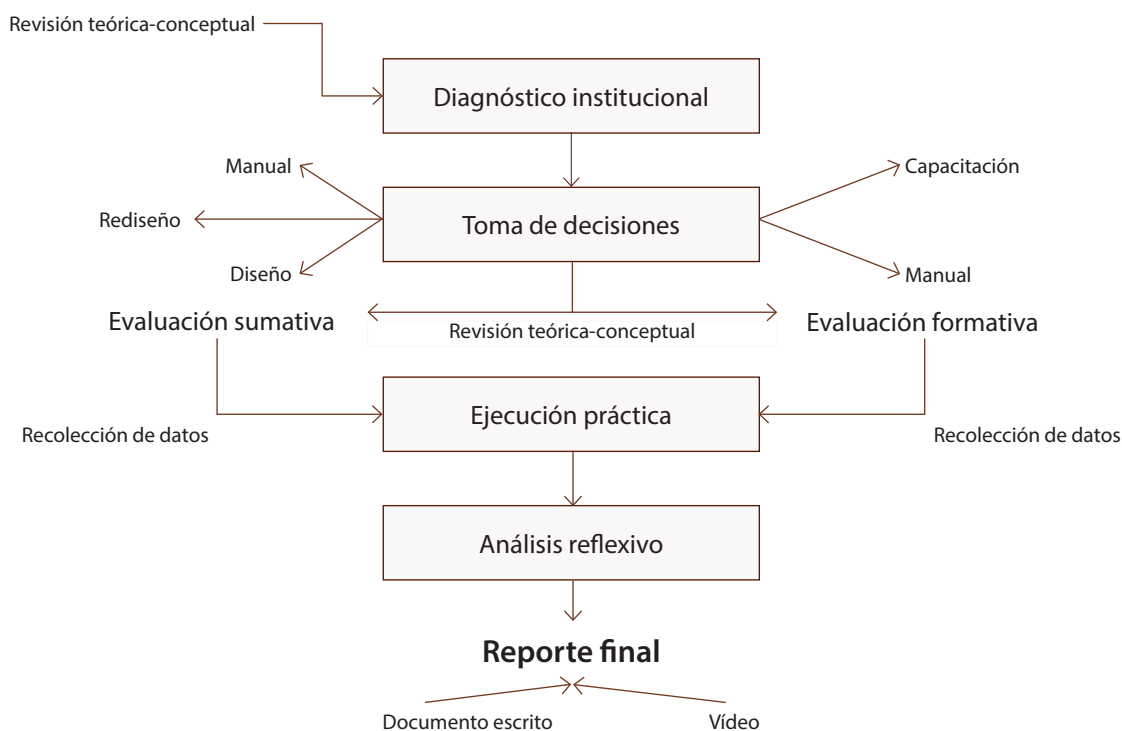 Revisión teórica-conceptual
Diagnóstico institucional
Manual
Capacitación
Rediseño
Toma de decisiones
Diseño
Manual
Evaluación sumativa
Revisión teórica-conceptual
Evaluación formativa
Ejecución práctica
Recolección de datos
Recolección de datos
Análisis reflexivo
Reporte final
Documento escrito
Vídeo